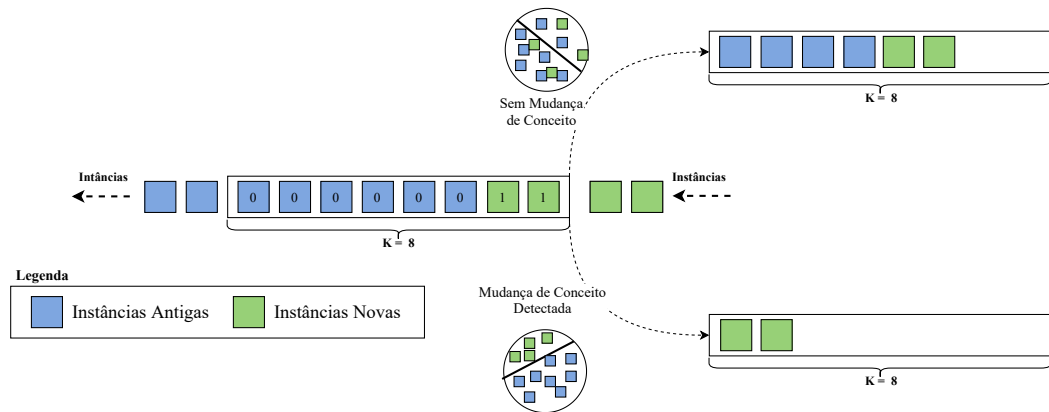 Sem Mudança
de Conceito
K = 8
Intâncias
0 0 0 0 0 0 1 1
Instâncias
K = 8
Legenda
Instâncias Antigas
Instâncias Novas
Mudança de Conceito
Detectada
K = 8